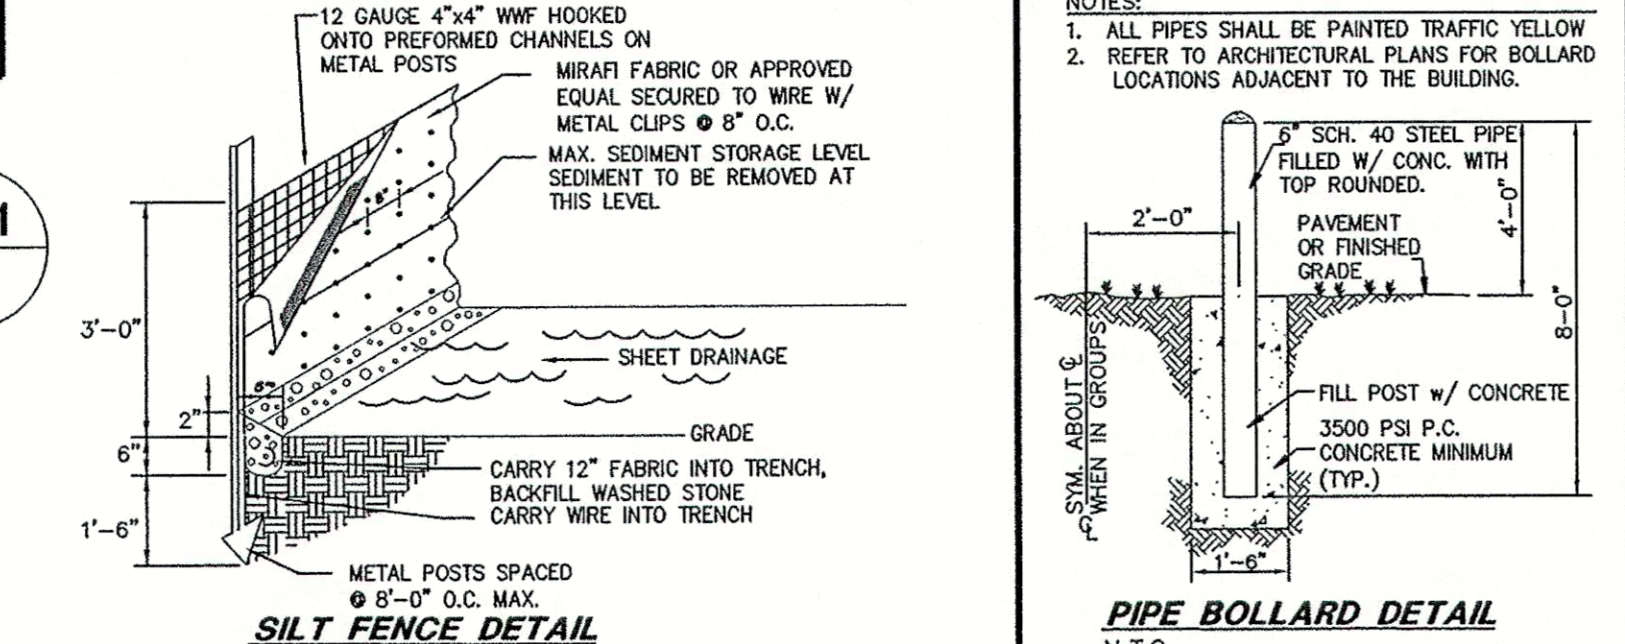 12 GAUGE 4"x4" WWF HOOKED
ONTO PREFORMED CHANNELS ON
METAL POSTS
MIRAFI FABRIC OR APPROVED
EQUAL SECURED TO WIRE W/
METAL CLIPS @ 8" O.C.
MAX. SEDIMENT STORAGE LEVEL
SEDIMENT TO BE REMOVED AT
THIS LEVEL
1
3'-0"
SHEET DRAINAGE
2"
6"
GRADE
6"
CARRY 12" FABRIC INTO TRENCH,
BACKFILL WASHED STONE
CARRY WIRE INTO TRENCH
1'-6"
METAL POSTS SPACED
@ 8'-0" O.C. MAX.
SILT FENCE DETAIL
NOTES:
1. ALL PIPES SHALL BE PAINTED TRAFFIC YELLOW
2. REFER TO ARCHITECTURAL PLANS FOR BOLLARD
LOCATIONS ADJACENT TO THE BUILDING.
6" SCH. 40 STEEL PIPE
FILLED W/ CONC. WITH
TOP ROUNDED.
4'-0"
2'-0"
PAVEMENT
OR FINISHED
GRADE
8-0"
SYM. ABOUT ℄
WHEN IN GROUPS
℄
FILL POST w/ CONCRETE
3500 PSI P.C.
CONCRETE MINIMUM
(TYP.)
1'-6"
PIPE BOLLARD DETAIL
N.T.S.